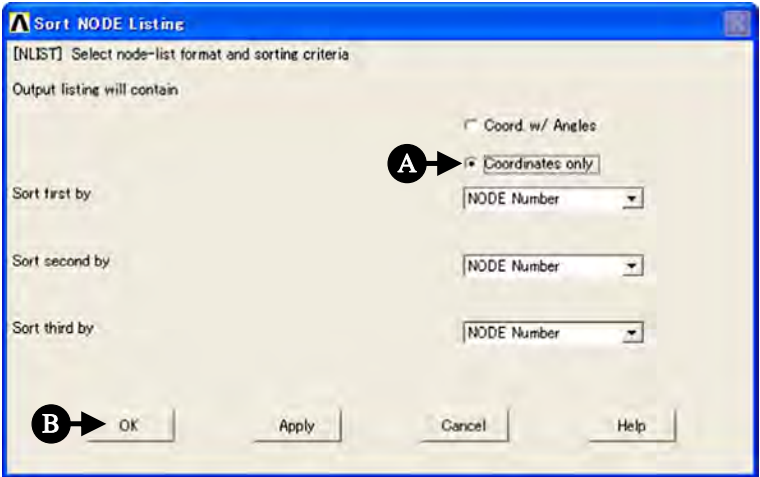 Sort NODE Listing
[NLIST] Select node-list format and sorting criteria
Output listing will contain
Coord w/ Angles
A
Coordinates only
Sort first by
NODE Number
Sort second by
NODE Number
Sort third by
NODE Number
B
OK
Apply
Cancel
Help